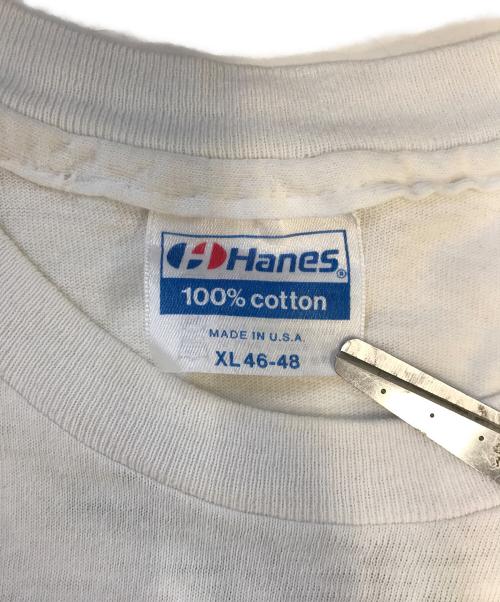 Hanes®
100% cotton
MADE IN U.S.A.
XL 46-48